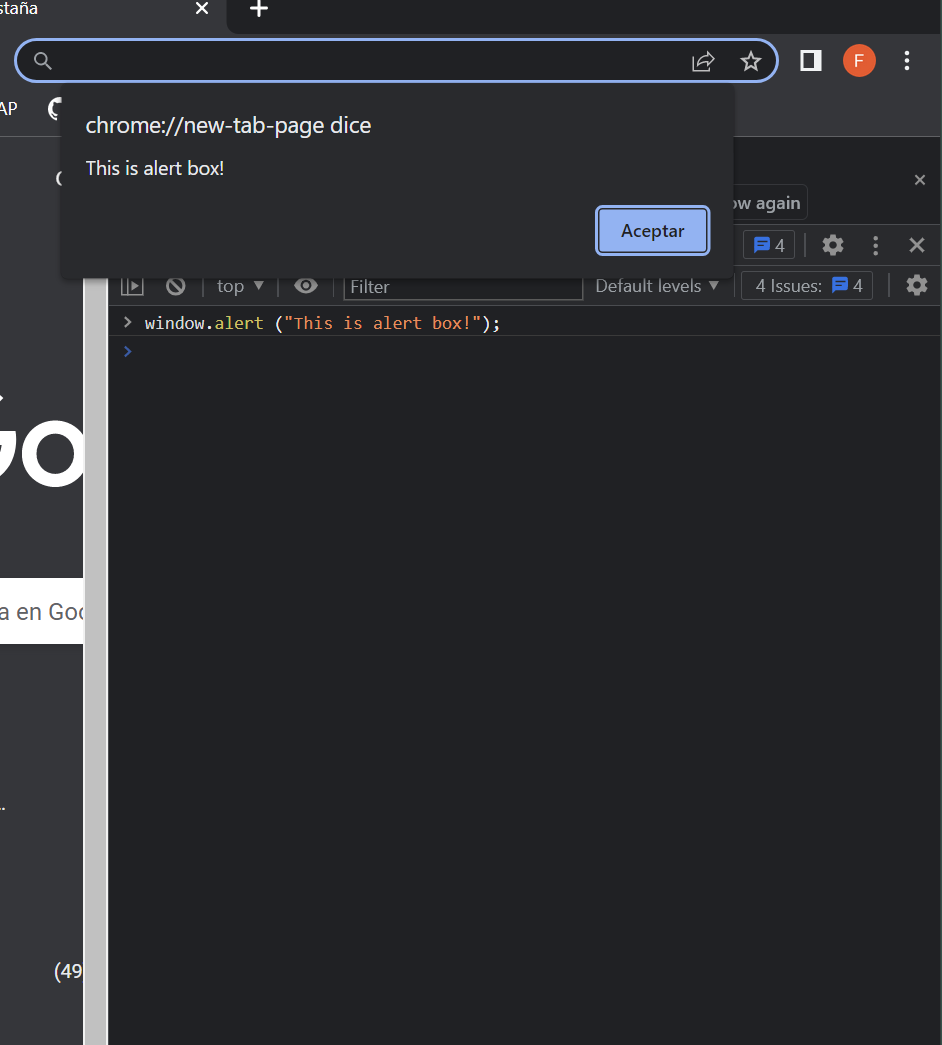 staña
F
AP
chrome://new-tab-page dice
This is alert box!
ow again
Aceptar
4
top
Filter
Default levels
4 Issues:
4
window.alert ("This is alert box!");
GO
a en Goo
..
(49